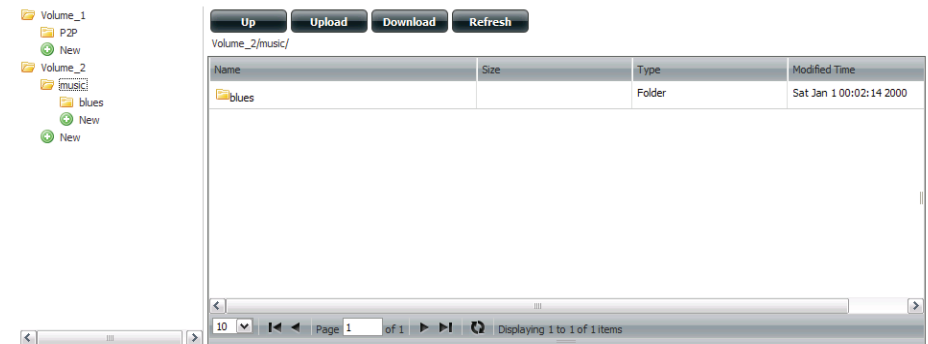 Volume_1
P2P
New
Volume_2
music
blues
New
New
Up Upload Download Refresh
Volume_2/music/
Name Size Type Modified Time
blues Folder Sat Jan 1 00:02:14 2000
10 Page 1 of 1 Displaying 1 to 1 of 1 items